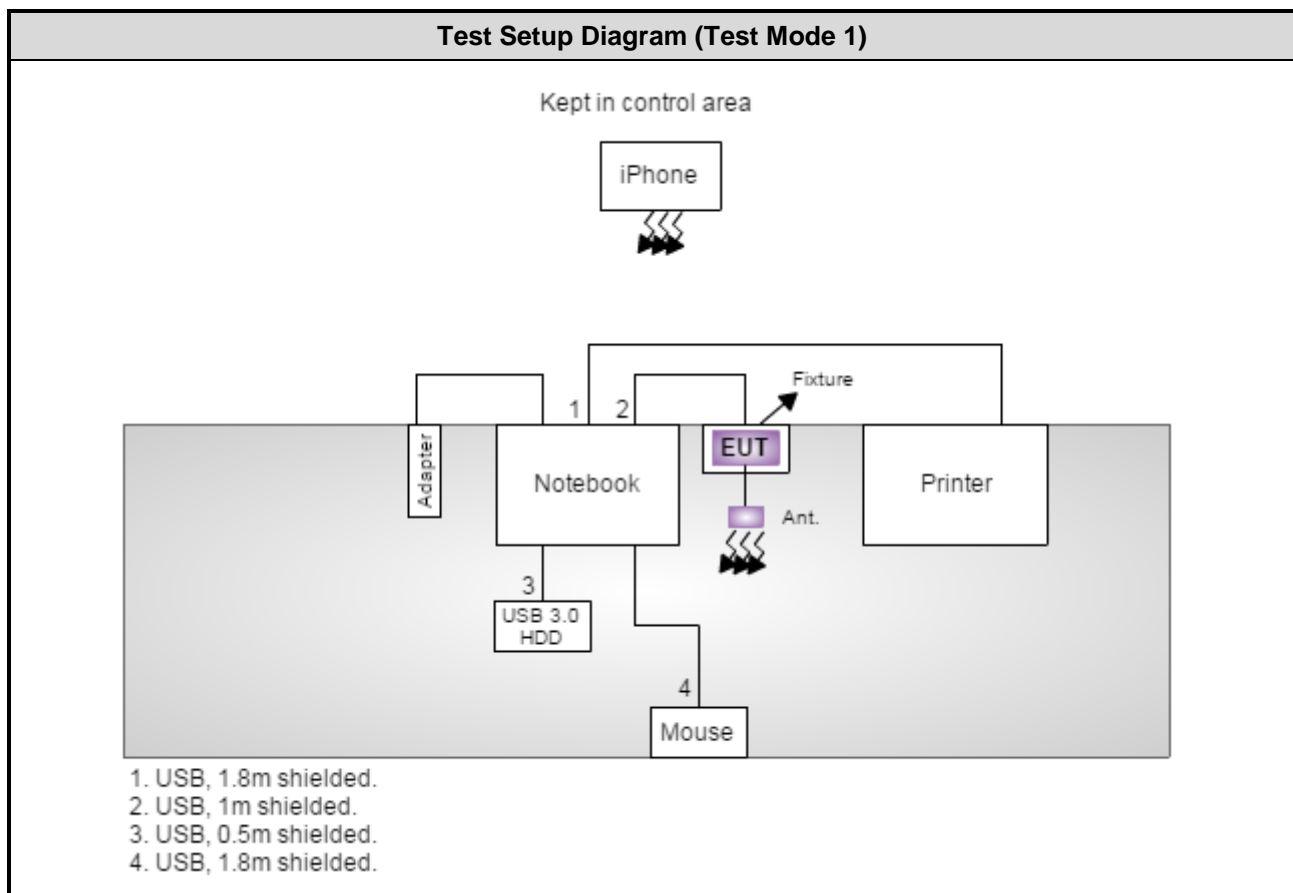 Test Setup Diagram (Test Mode 1)
Kept in control area
iPhone
Fixture
1
2
Adapter
Notebook
EUT
Printer
Ant.
3
USB 3.0
HDD
4
Mouse
1. USB, 1.8m shielded.
2. USB, 1m shielded.
3. USB, 0.5m shielded.
4. USB, 1.8m shielded.